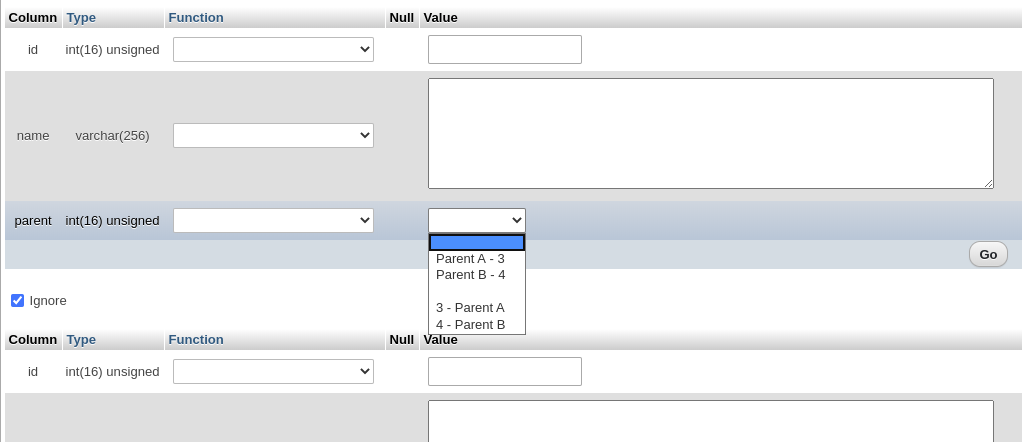 Column Type Function Null Value
id int(16) unsigned
name varchar(256)
parent int(16) unsigned
Parent A - 3
Parent B - 4
Go
3 - Parent A
Ignore
4 - Parent B
Column Type Function Null Value
id int(16) unsigned